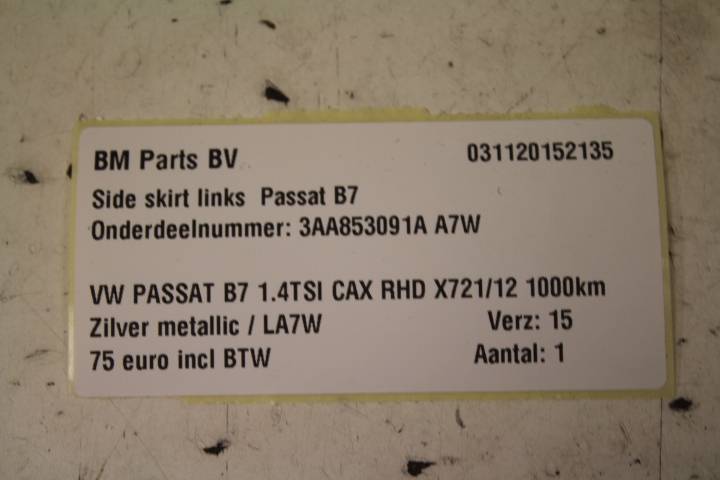 BM Parts BV 031120152135
Side skirt links Passat B7
Onderdeelnummer: 3AA853091A A7W
VW PASSAT B7 1.4TSI CAX RHD X721/12 1000km
Zilver metallic / LA7W Verz: 15
75 euro incl BTW Aantal: 1